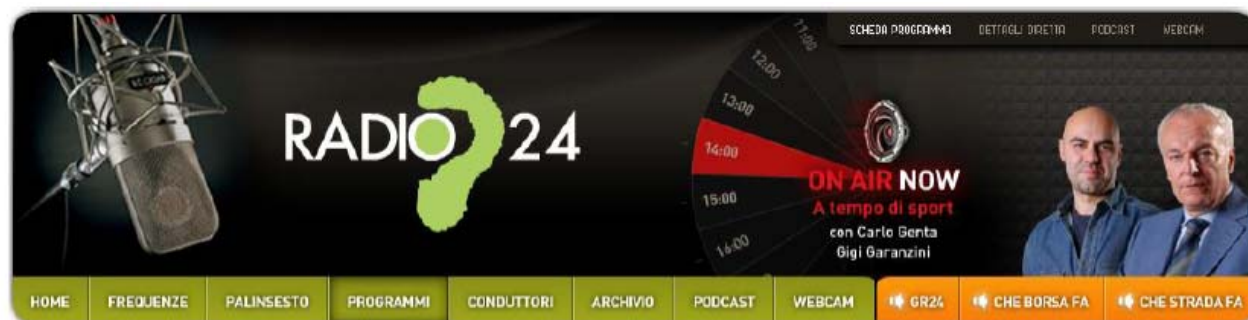 SCHEDA PROGRAMMA DETTAGLI DIRETTA PODCAST WEBCAM
11:00
12:00
13:00
14:00
15:00
16:00
RADIO 24
ON AIR NOW
A tempo di sport
con Carlo Genta
Gigi Garanzini
HOME FREQUENZE PALINSESTO PROGRAMMI CONDUTTORI ARCHIVIO PODCAST WEBCAM GR24 CHE BORSA FA CHE STRADA FA